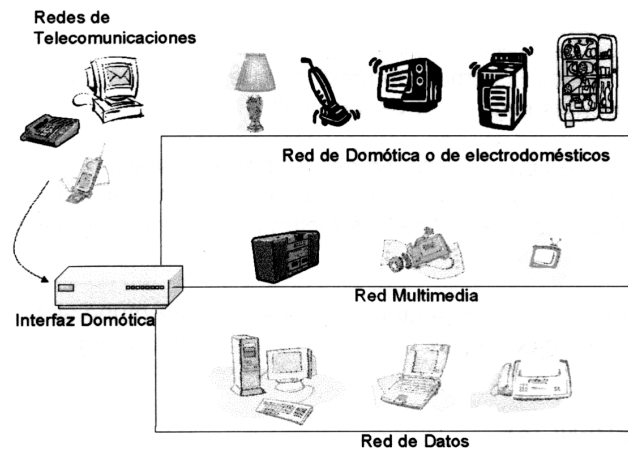 Redes de
Telecomunicaciones
Red de Domótica o de electrodomésticos
Red Multimedia
Interfaz Domótica
Red de Datos